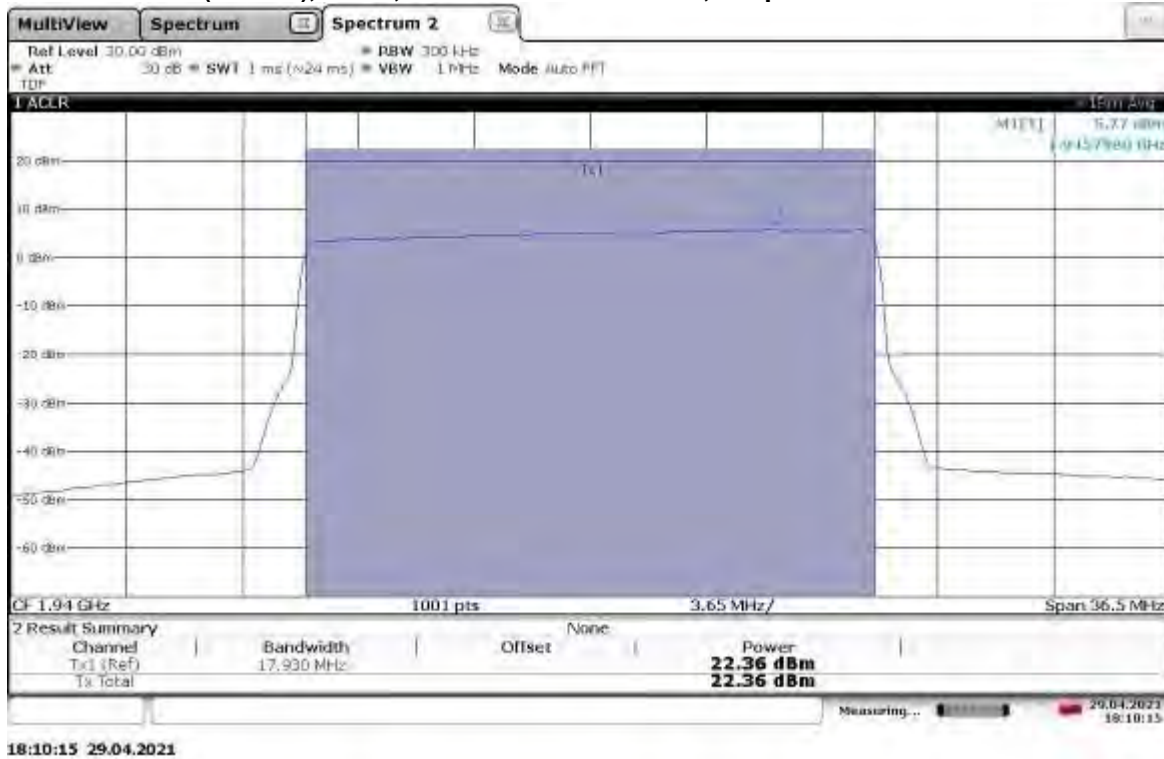 MultiView Spectrum Spectrum 2
Ref Level 30.00 dBm RBW 300 kHz
Att 30 dB SWT 1 ms (~24 ms) VBW 1 MHz Mode Auto FFT
TDF
1 ACLR 1Rm Avg
M1[1] 5.77 dBm
GHz
Tx1
20 dBm
10 dBm
0 dBm
-10 dBm
-20 dBm
-30 dBm
-40 dBm
-50 dBm
-60 dBm
CF 1.94 GHz 1001 pts 3.65 MHz/ Span 36.5 MHz
2 Result Summary None
Channel Bandwidth Offset Power
Tx1 (Ref) 17.930 MHz 22.36 dBm
Tx Total 22.36 dBm
Measuring... 29.04.2021
18:10:15
18:10:15 29.04.2021